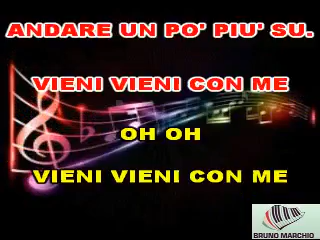 ANDARE UN PO' PIU' SU.
VIENI VIENI CON ME
OH OH
VIENI VIENI CON ME
BRUNO MARCHIO